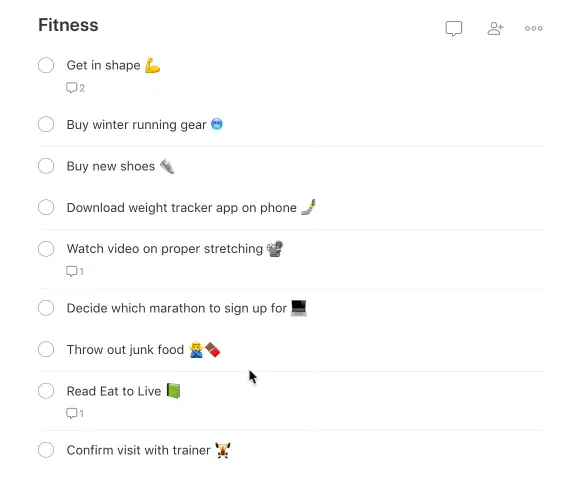 Fitness
Get in shape 💪
2
Buy winter running gear 🥶
Buy new shoes 👟
Download weight tracker app on phone 🤳
Watch video on proper stretching 📽️
1
Decide which marathon to sign up for 💻
Throw out junk food 🙅‍♂️🍫
Read Eat to Live 📗
1
Confirm visit with trainer 🏋️